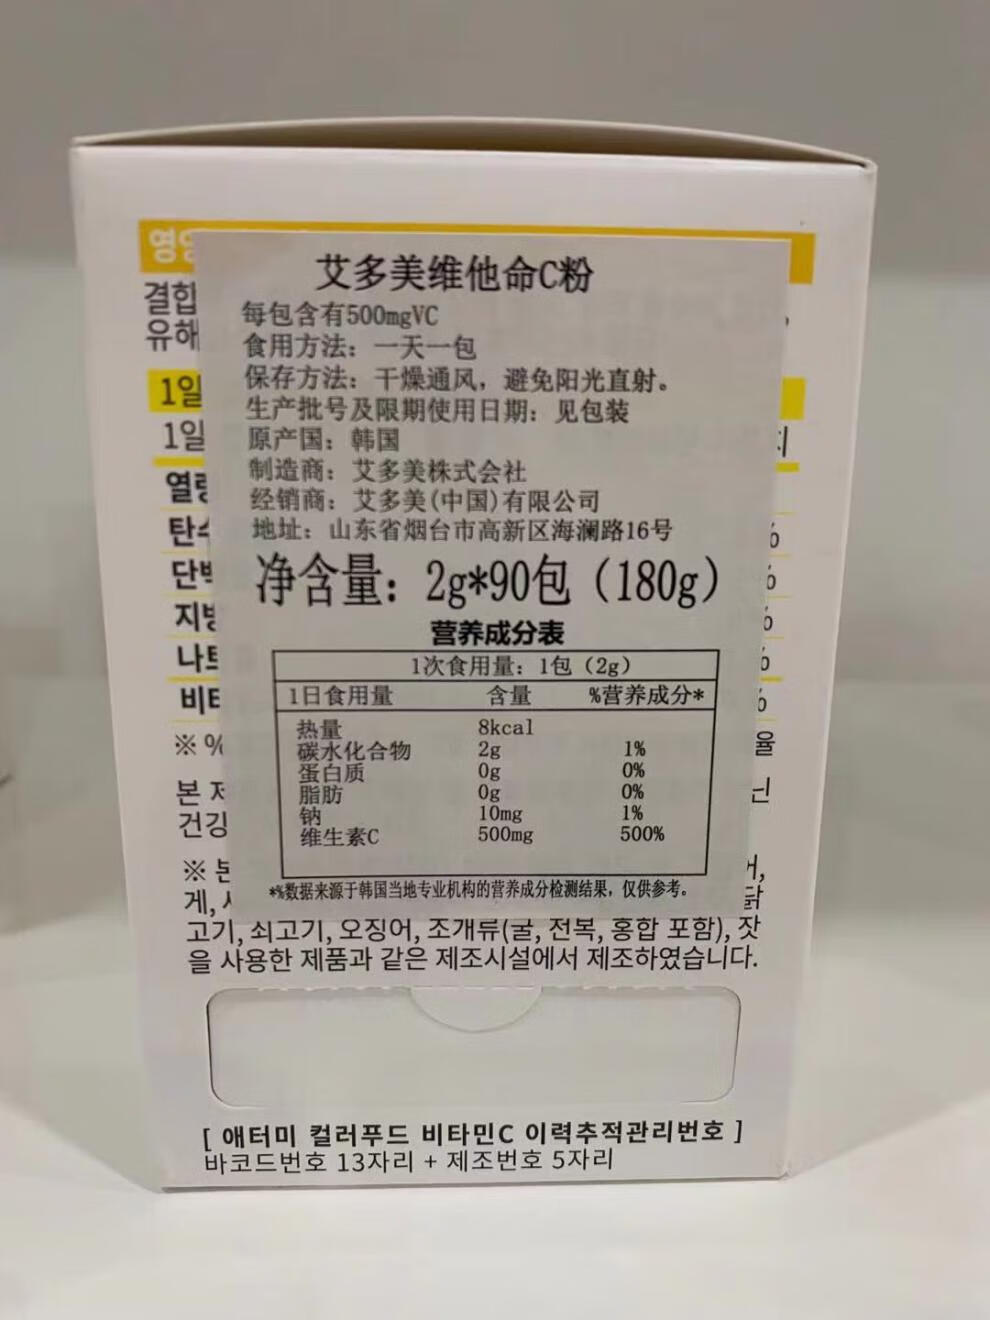 艾多美维他命C粉
每包含有500mgVC
食用方法：一天一包
保存方法：干燥通风，避免阳光直射。
生产批号及限期使用日期：见包装
原产国：韩国
制造商：艾多美株式会社
经销商：艾多美(中国)有限公司
地址：山东省烟台市高新区海澜路16号
净含量：2g*90包（180g）
营养成分表
1次食用量：1包（2g）
1日食用量 含量 %营养成分*
热量 8kcal
碳水化合物 2g 1%
蛋白质 0g 0%
脂肪 0g 0%
钠 10mg 1%
维生素C 500mg 500%
*%数据来源于韩国当地专业机构的营养成分检测结果，仅供参考。
결합
유해
1일
1일
※ %
본
건강
※
게,
고기, 쇠고기, 오징어, 조개류(굴, 전복, 홍합 포함), 잣
을 사용한 제품과 같은 제조시설에서 제조하였습니다.
[ 애터미 컬러푸드 비타민C 이력추적관리번호 ]
바코드번호 13자리 + 제조번호 5자리